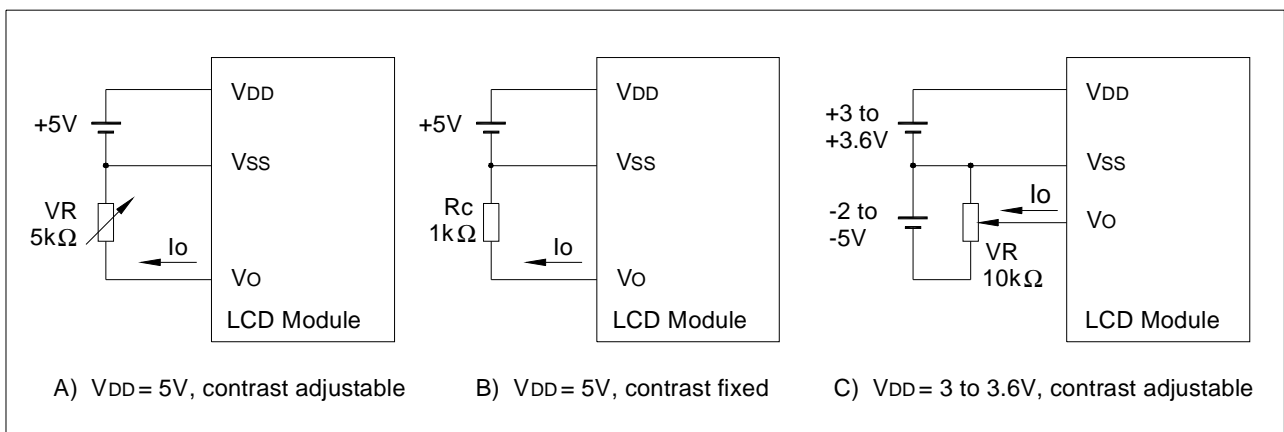 VDD
+5V
VSS
VR
5kΩ
Io
VO
LCD Module
A) VDD = 5V, contrast adjustable
VDD
+5V
VSS
Rc
1kΩ
Io
VO
LCD Module
B) VDD = 5V, contrast fixed
VDD
+3 to
+3.6V
VSS
Io
-2 to
-5V
VO
VR
10kΩ
LCD Module
C) VDD = 3 to 3.6V, contrast adjustable